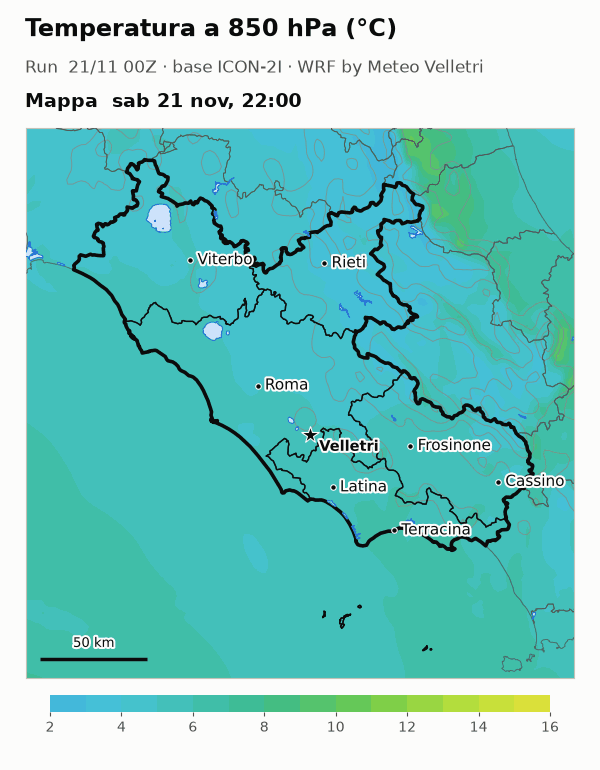 Temperatura a 850 hPa (°C)
Run  21/11 00Z · base ICON-2I · WRF by Meteo Velletri
Mappa  sab 21 nov, 22:00
Viterbo
Rieti
Roma
Velletri
Frosinone
Cassino
Latina
Terracina
50 km
2 4 6 8 10 12 14 16